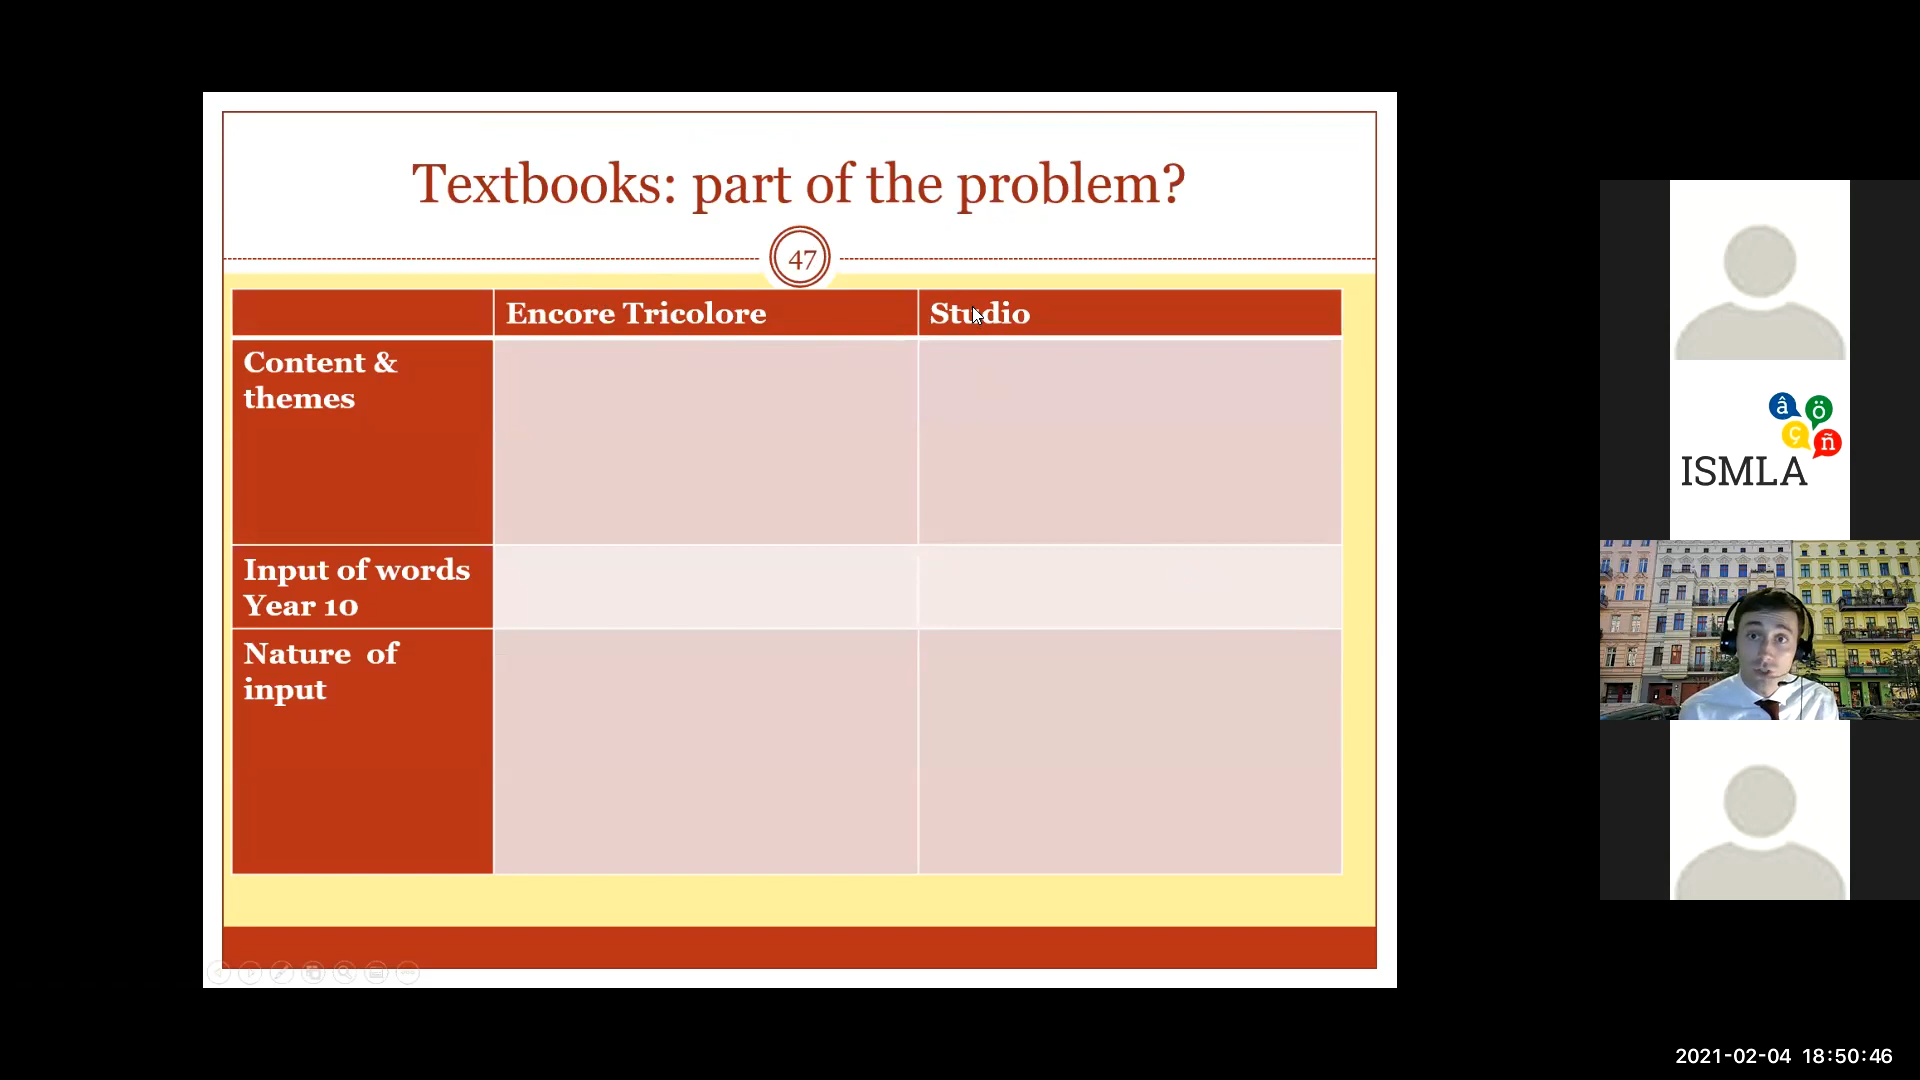 Textbooks: part of the problem?
47
Encore Tricolore
Studio
Content &
themes
Input of words
Year 10
Nature of
input
â
ö
ç
ñ
ISMLA
2021-02-04 18:50:46